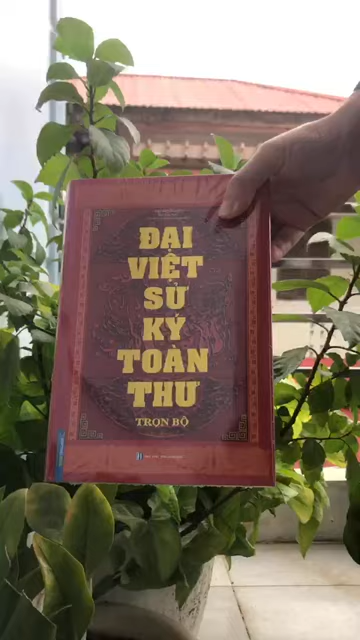 ĐẠI
VIỆT
SỬ
KÝ
TOÀN
THƯ
TRỌN BỘ